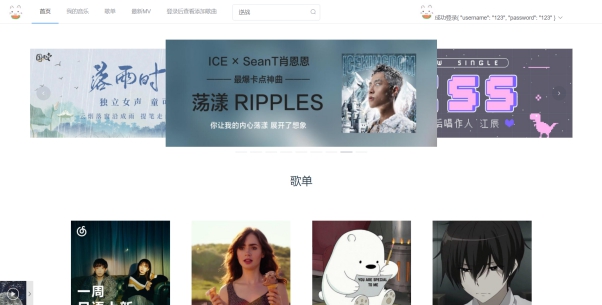 首页
我的音乐
歌单
最新MV
登录后查看添加歌曲
成功登录( { "username": "123", "password": "123" } )
落雨时
独立女声 童
ICE × SeanT肖恩恩
最爆卡点神曲
荡漾 RIPPLES
你让我的内心荡漾 展开了想象
W SINGLE
SS
唱作人 江辰
歌单
一周
YOU ARE SPECIAL
TO ME